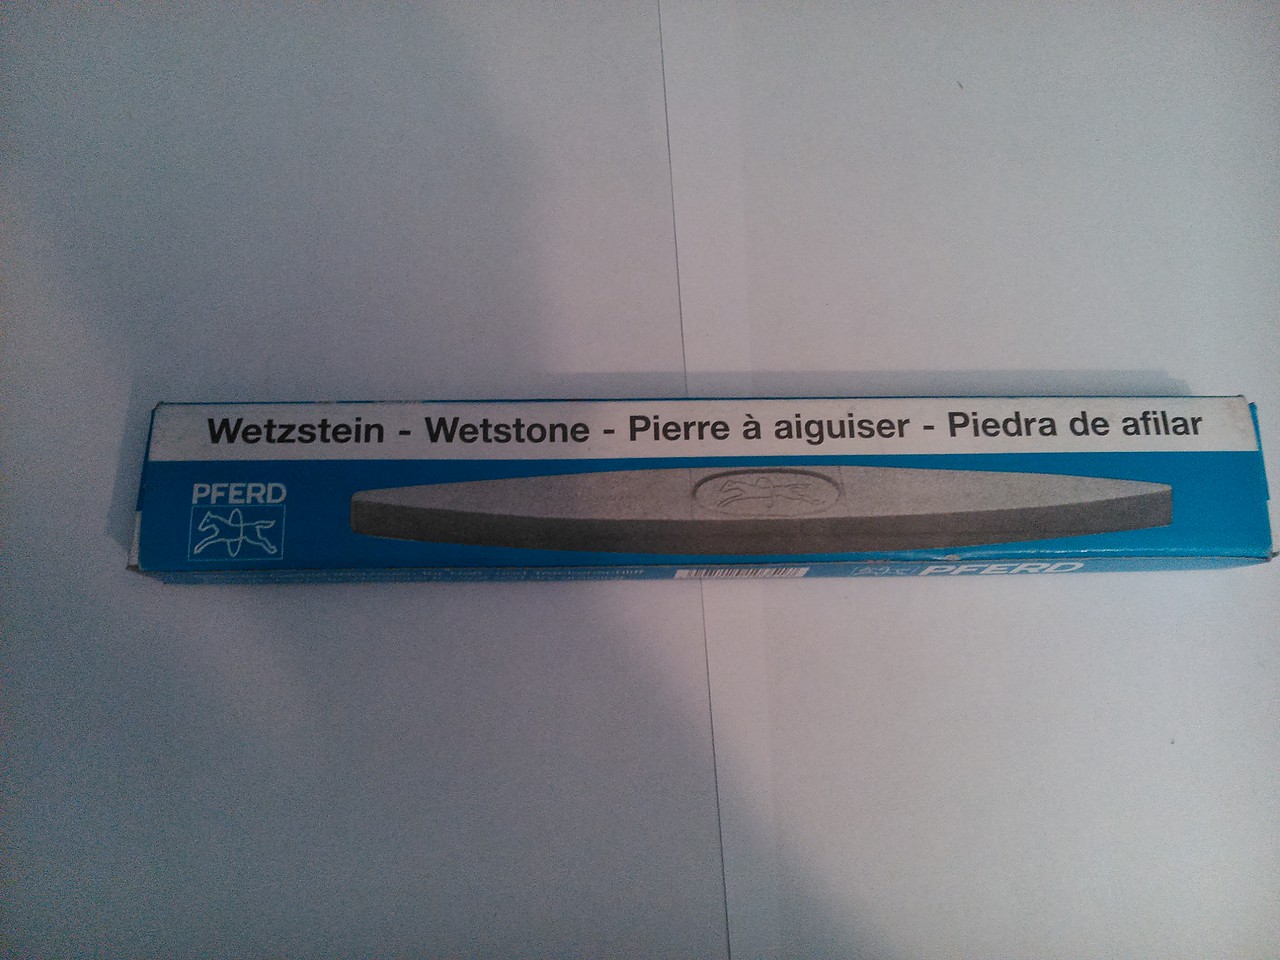 Wetzstein - Wetstone - Pierre à aiguiser - Piedra de afilar
PFERD
PFERD